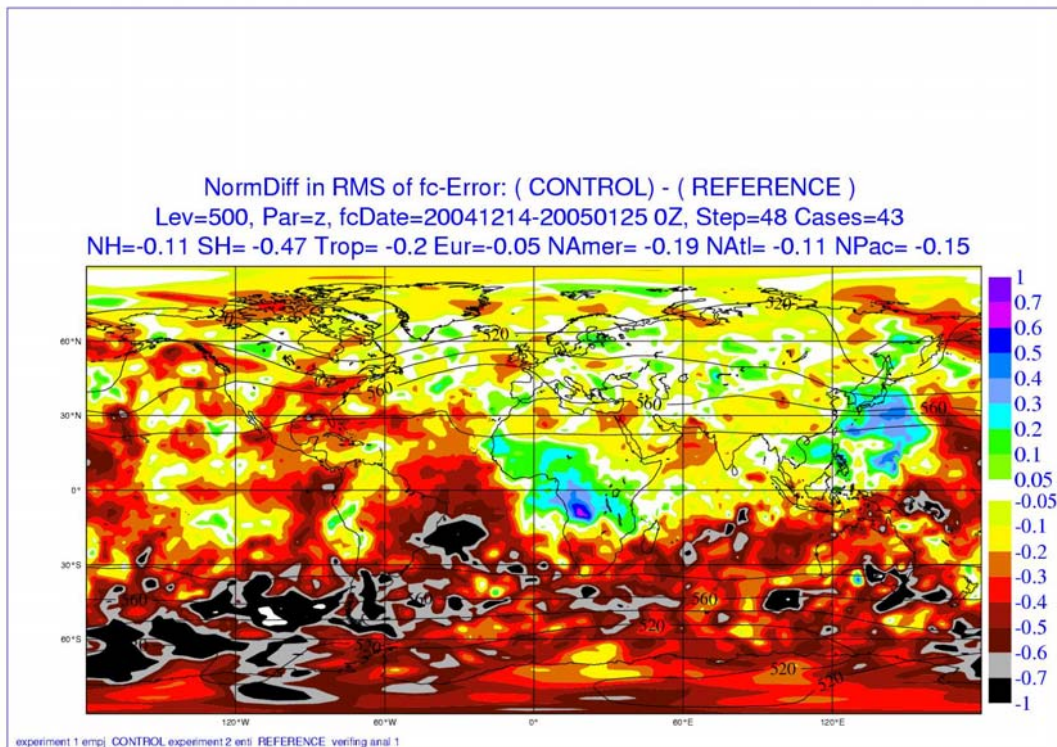 NormDiff in RMS of fc-Error: ( CONTROL) - ( REFERENCE )
Lev=500, Par=z, fcDate=20041214-20050125 0Z, Step=48 Cases=43
NH=-0.11 SH= -0.47 Trop= -0.2 Eur=-0.05 NAmer= -0.19 NAtl= -0.11 NPac= -0.15
520
520
560
560
560
560
560
560
520
520
520
520
60°N
30°N
0°
30°S
60°S
120°W
60°W
0°
60°E
120°E
1
0.7
0.6
0.5
0.4
0.3
0.2
0.1
0.05
-0.05
-0.1
-0.2
-0.3
-0.4
-0.5
-0.6
-0.7
-1
experiment 1 empj CONTROL experiment 2 enti REFERENCE verifing anal 1